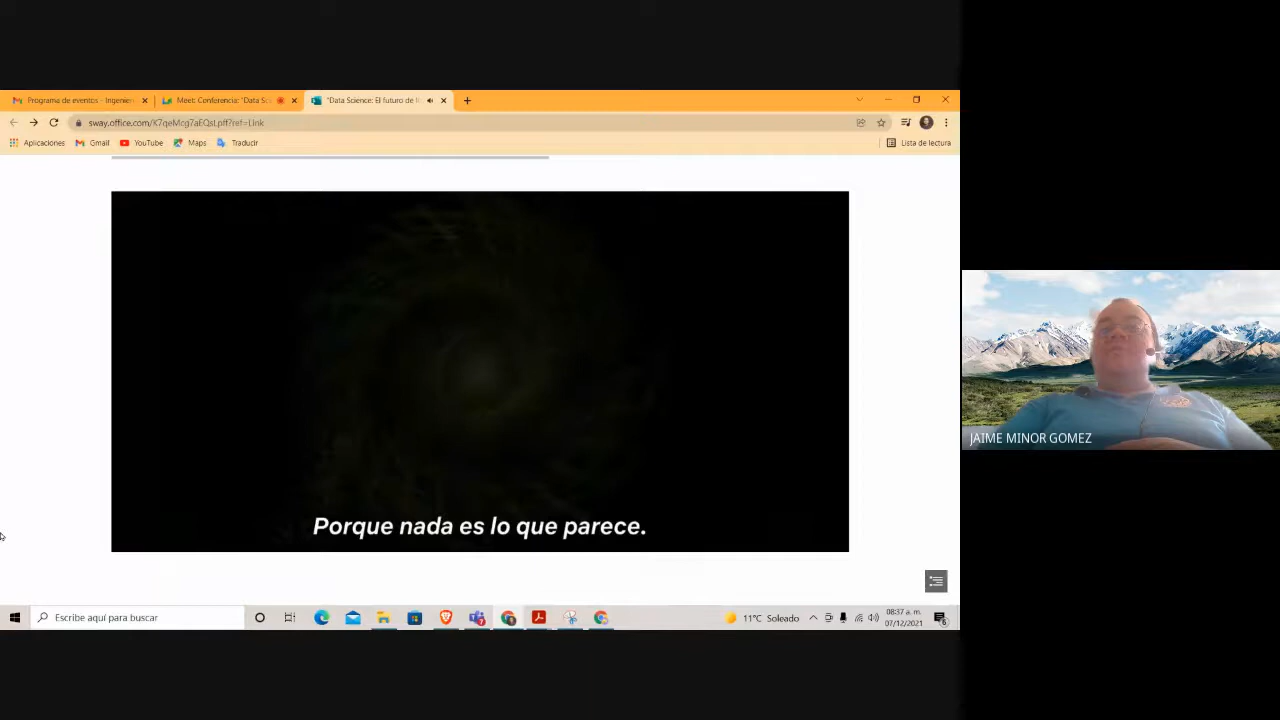 Programa de eventos - Ingenier
Meet: Conferencia: "Data Sci
"Data Science: El futuro de l
sway.office.com/K7qeMcg7aEQstpff?ref=Link
Aplicaciones
Gmail
YouTube
Maps
Traducir
Lista de lectura
Porque nada es lo que parece.
JAIME MINOR GOMEZ
Escribe aquí para buscar
11°C Soleado
08:37 a. m.
07/12/2021